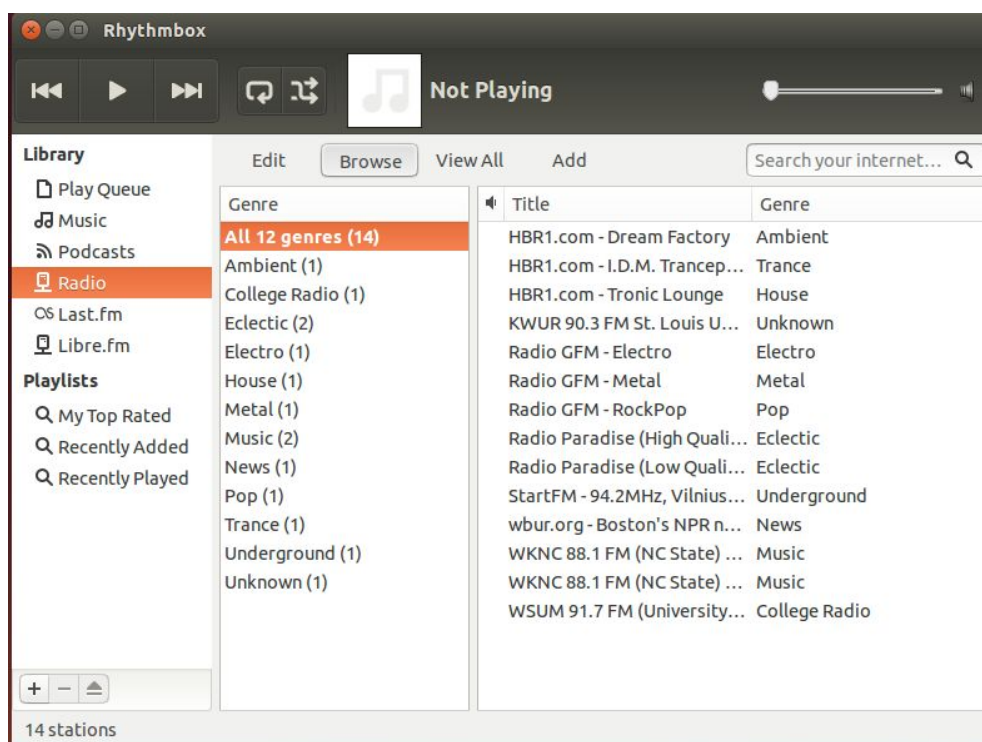 Rhythmbox
Not Playing
Library
Play Queue
Music
Podcasts
Radio
Last.fm
Libre.fm
Playlists
My Top Rated
Recently Added
Recently Played
Edit Browse View All Add Search your internet...
Genre
All 12 genres (14)
Ambient (1)
College Radio (1)
Eclectic (2)
Electro (1)
House (1)
Metal (1)
Music (2)
News (1)
Pop (1)
Trance (1)
Underground (1)
Unknown (1)
Title Genre
HBR1.com - Dream Factory Ambient
HBR1.com - I.D.M. Trancep... Trance
HBR1.com - Tronic Lounge House
KWUR 90.3 FM St. Louis U... Unknown
Radio GFM - Electro Electro
Radio GFM - Metal Metal
Radio GFM - RockPop Pop
Radio Paradise (High Quali... Eclectic
Radio Paradise (Low Quali... Eclectic
StartFM - 94.2MHz, Vilnius... Underground
wbur.org - Boston's NPR n... News
WKNC 88.1 FM (NC State) ... Music
WKNC 88.1 FM (NC State) ... Music
WSUM 91.7 FM (University... College Radio
14 stations